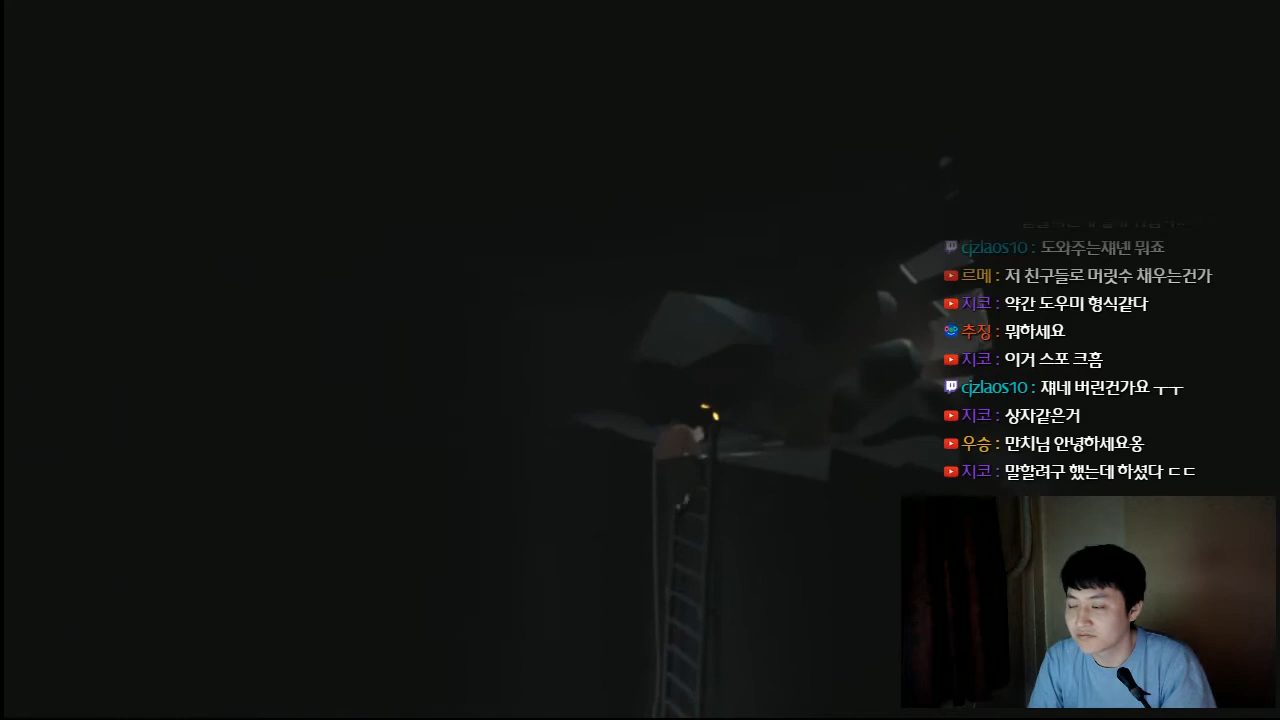 cjzlaos10 : 도와주는쟤넨 뭐죠
르메 : 저 친구들로 머릿수 채우는건가
지코 : 약간 도우미 형식같다
추징 : 뭐하세요
지코 : 이거 스포 크흠
cjzlaos10 : 쟤네 버린건가요 ㅜㅜ
지코 : 상자같은거
우승 : 만치님 안녕하세요옹
지코 : 말할려구 했는데 하셨다 ㄷㄷ